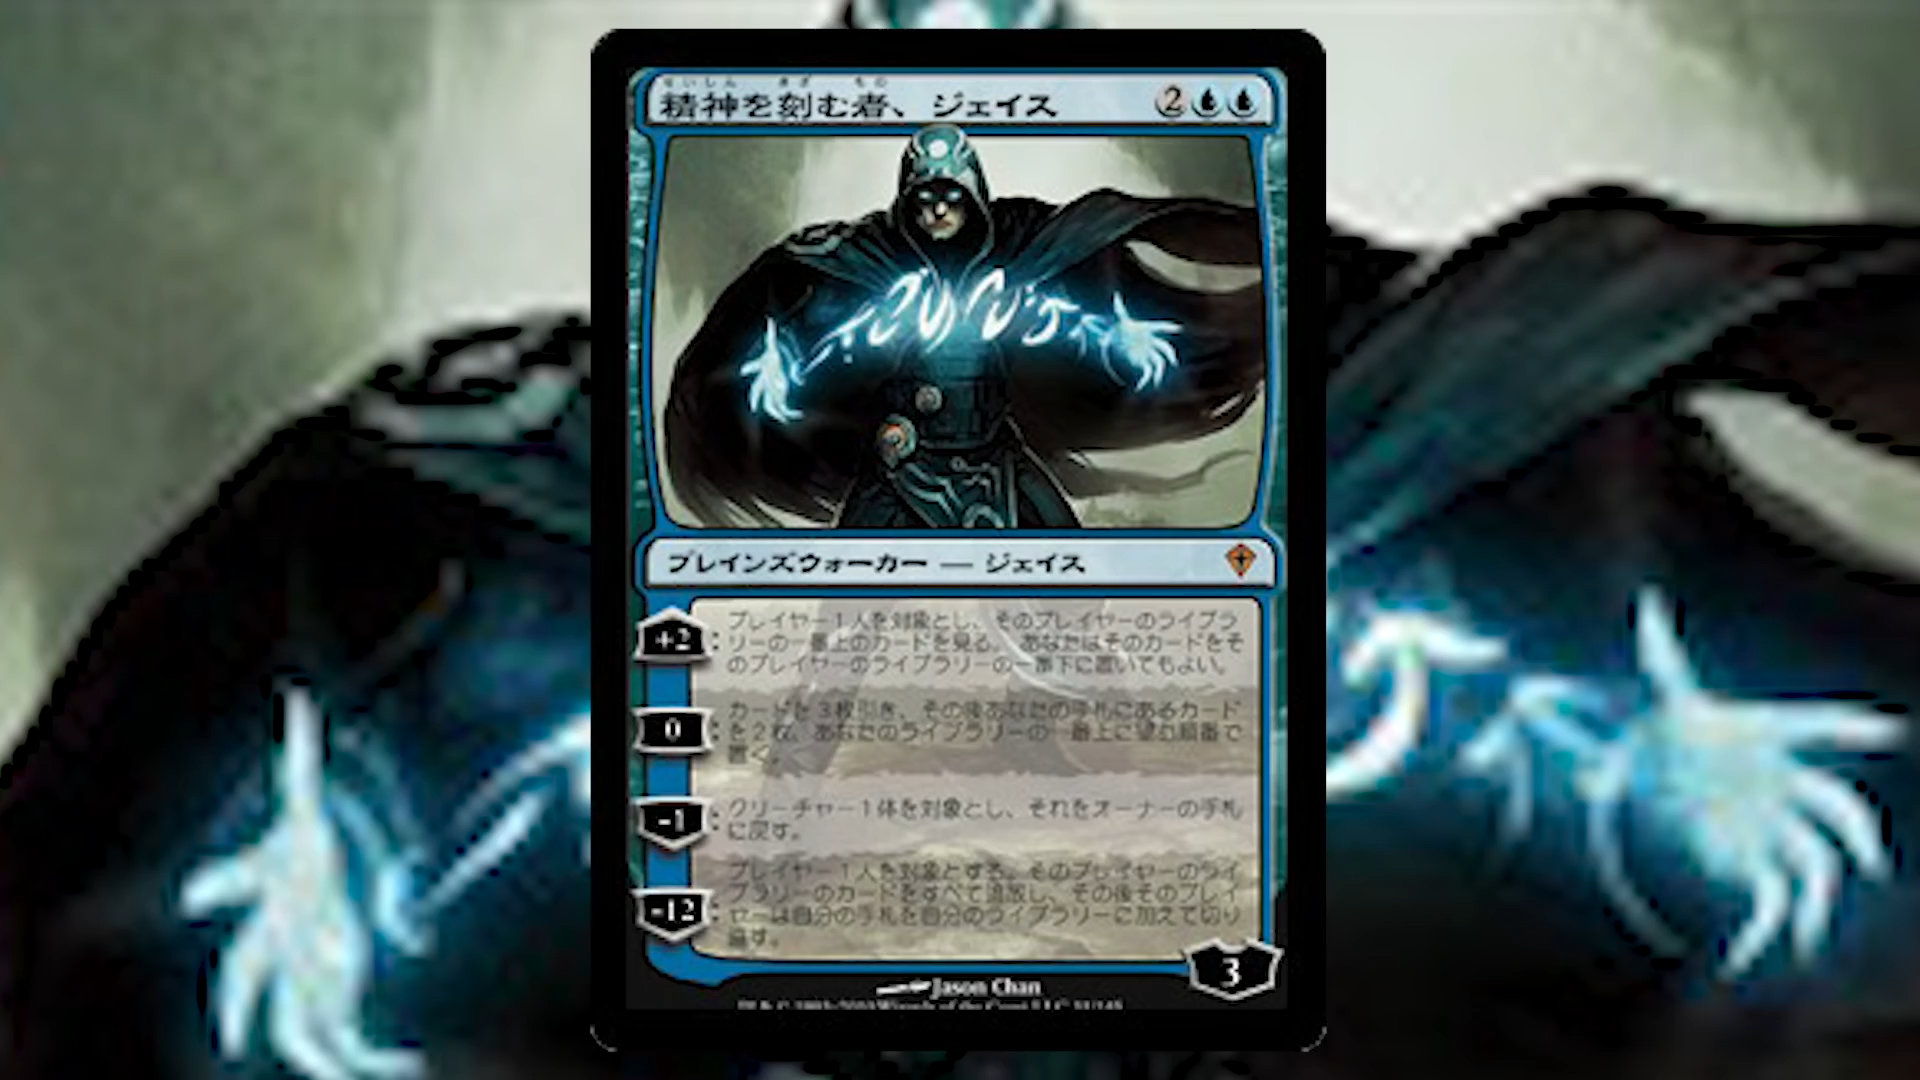 せいしん きざ もの
精神を刻む者、ジェイス 2
プレインズウォーカー — ジェイス
+2 : プレイヤー1人を対象とし、そのプレイヤーのライブラ
リーの一番上のカードを見る。あなたはそのカードをそ
のプレイヤーのライブラリーの一番下に置いてもよい。
0 : カードを3枚引き、その後あなたの手札にあるカード
を2枚、あなたのライブラリーの一番上に望む順番で
置く。
-1 : クリーチャー1体を対象とし、それをオーナーの手札
に戻す。
-12 : プレイヤー1人を対象とする。そのプレイヤーのライ
ブラリーのカードをすべて追放し、その後そのプレイ
ヤーは自分の手札を自分のライブラリーに加えて切り
直す。
3
Jason Chan
Wizards of the Coast LLC 31/145